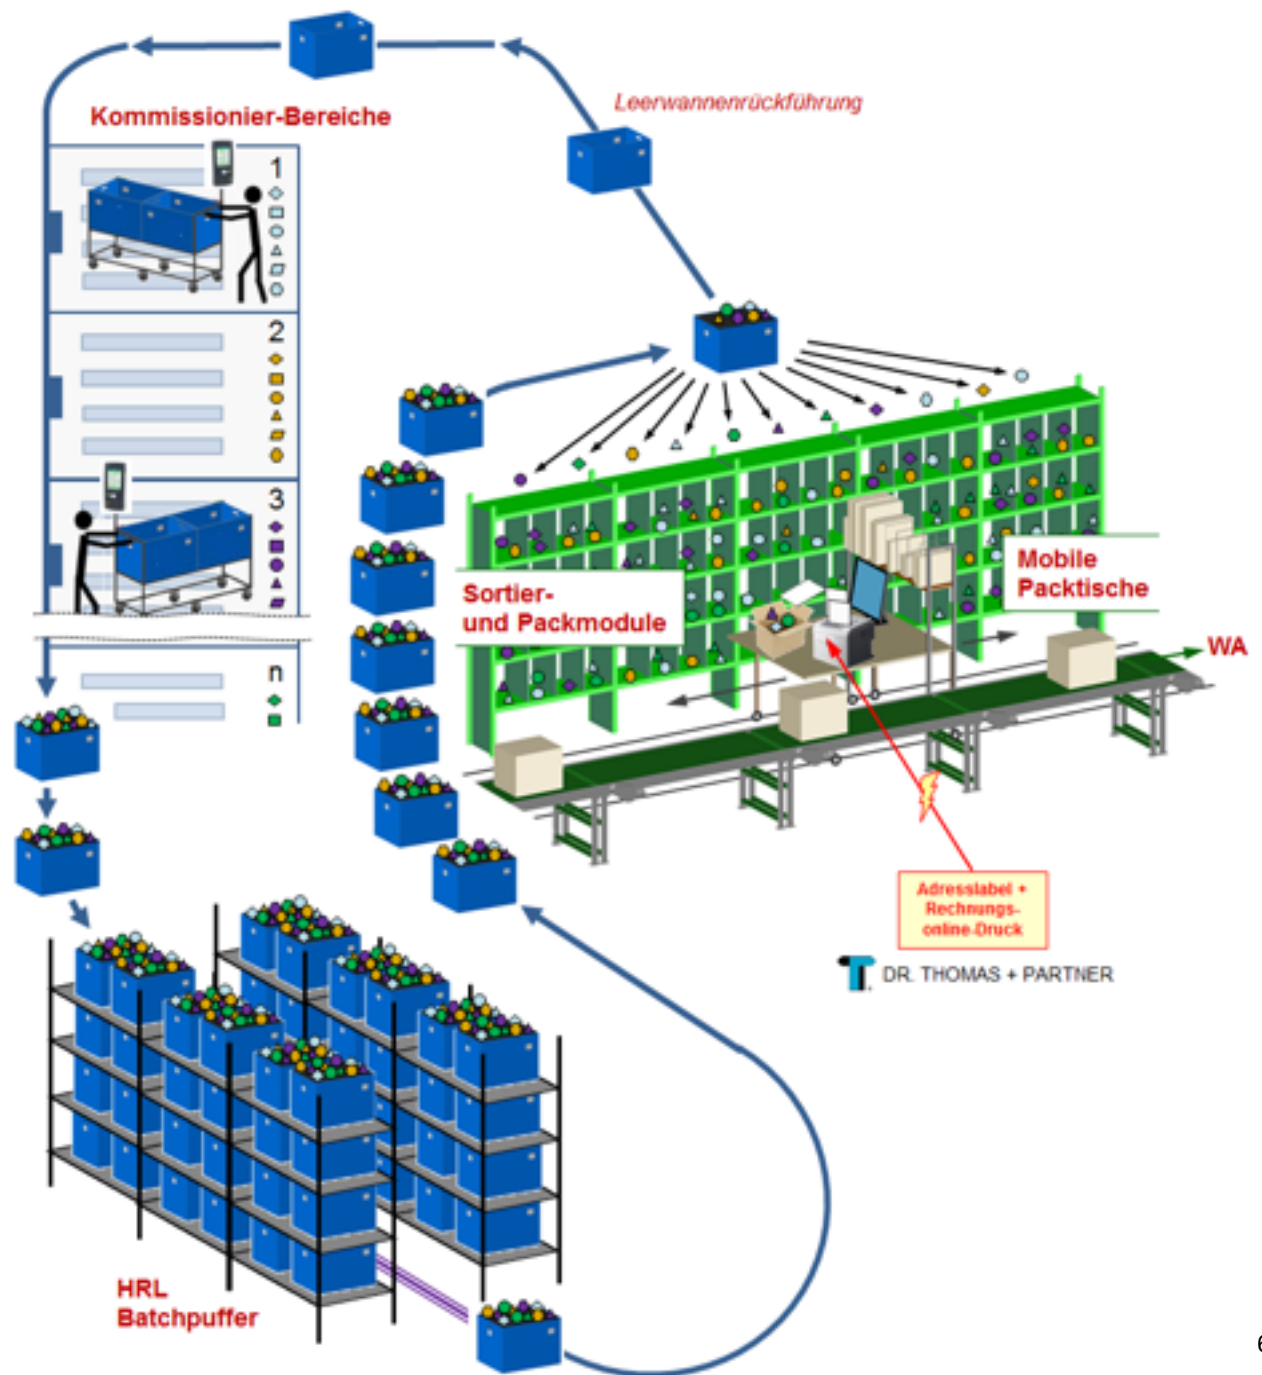 Leerwannenrückführung
Kommissionier-Bereiche
1
2
3
n
Sortier-
und Packmodule
Mobile
Packtische
WA
Adresslabel +
Rechnungs-
online-Druck
DR. THOMAS + PARTNER
HRL
Batchpuffer